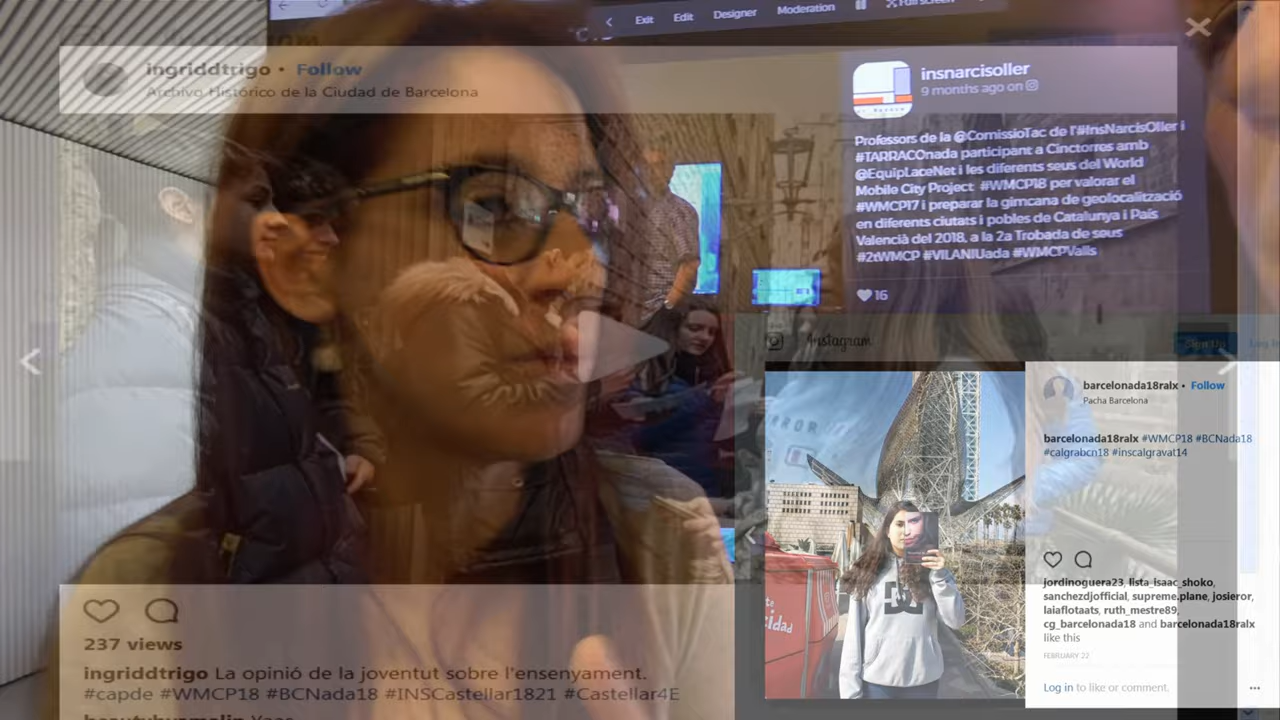 Exit Edit Designer Moderation
ingriddtrigo • Follow
Archivo Histórico de la Ciudad de Barcelona
insnarcisoller
9 months ago on
Professors de la @ComissioTac de l'#InsNarcisOller i
#TARRACOnada participant a Cinctorres amb
@EquipLaceNet i les diferents seus del World
Mobile City Project #WMCP18 per valorar el
#WMCP17 i preparar la gimcana de geolocalització
en diferents ciutats i pobles de Catalunya i País
Valencià del 2018, a la 2a Trobada de seus
#2tWMCP #VILANIUada #WMCPValls
16
Instagram
Sign Up Log In
barcelonada18ralx • Follow
Pacha Barcelona
barcelonada18ralx #WMCP18 #BCNada18
#calgrabcn18 #inscalgravat14
jordinoguera23, lista_isaac_shoko,
sanchezdjofficial, supreme.plane, josieror,
laiaflotaats, ruth_mestre89,
cg_barcelonada18 and barcelonada18ralx
like this
FEBRUARY 22
Log in to like or comment.
237 views
ingriddtrigo La opinió de la joventut sobre l'ensenyament.
#capde #WMCP18 #BCNada18 #INSCastellar1821 #Castellar4E